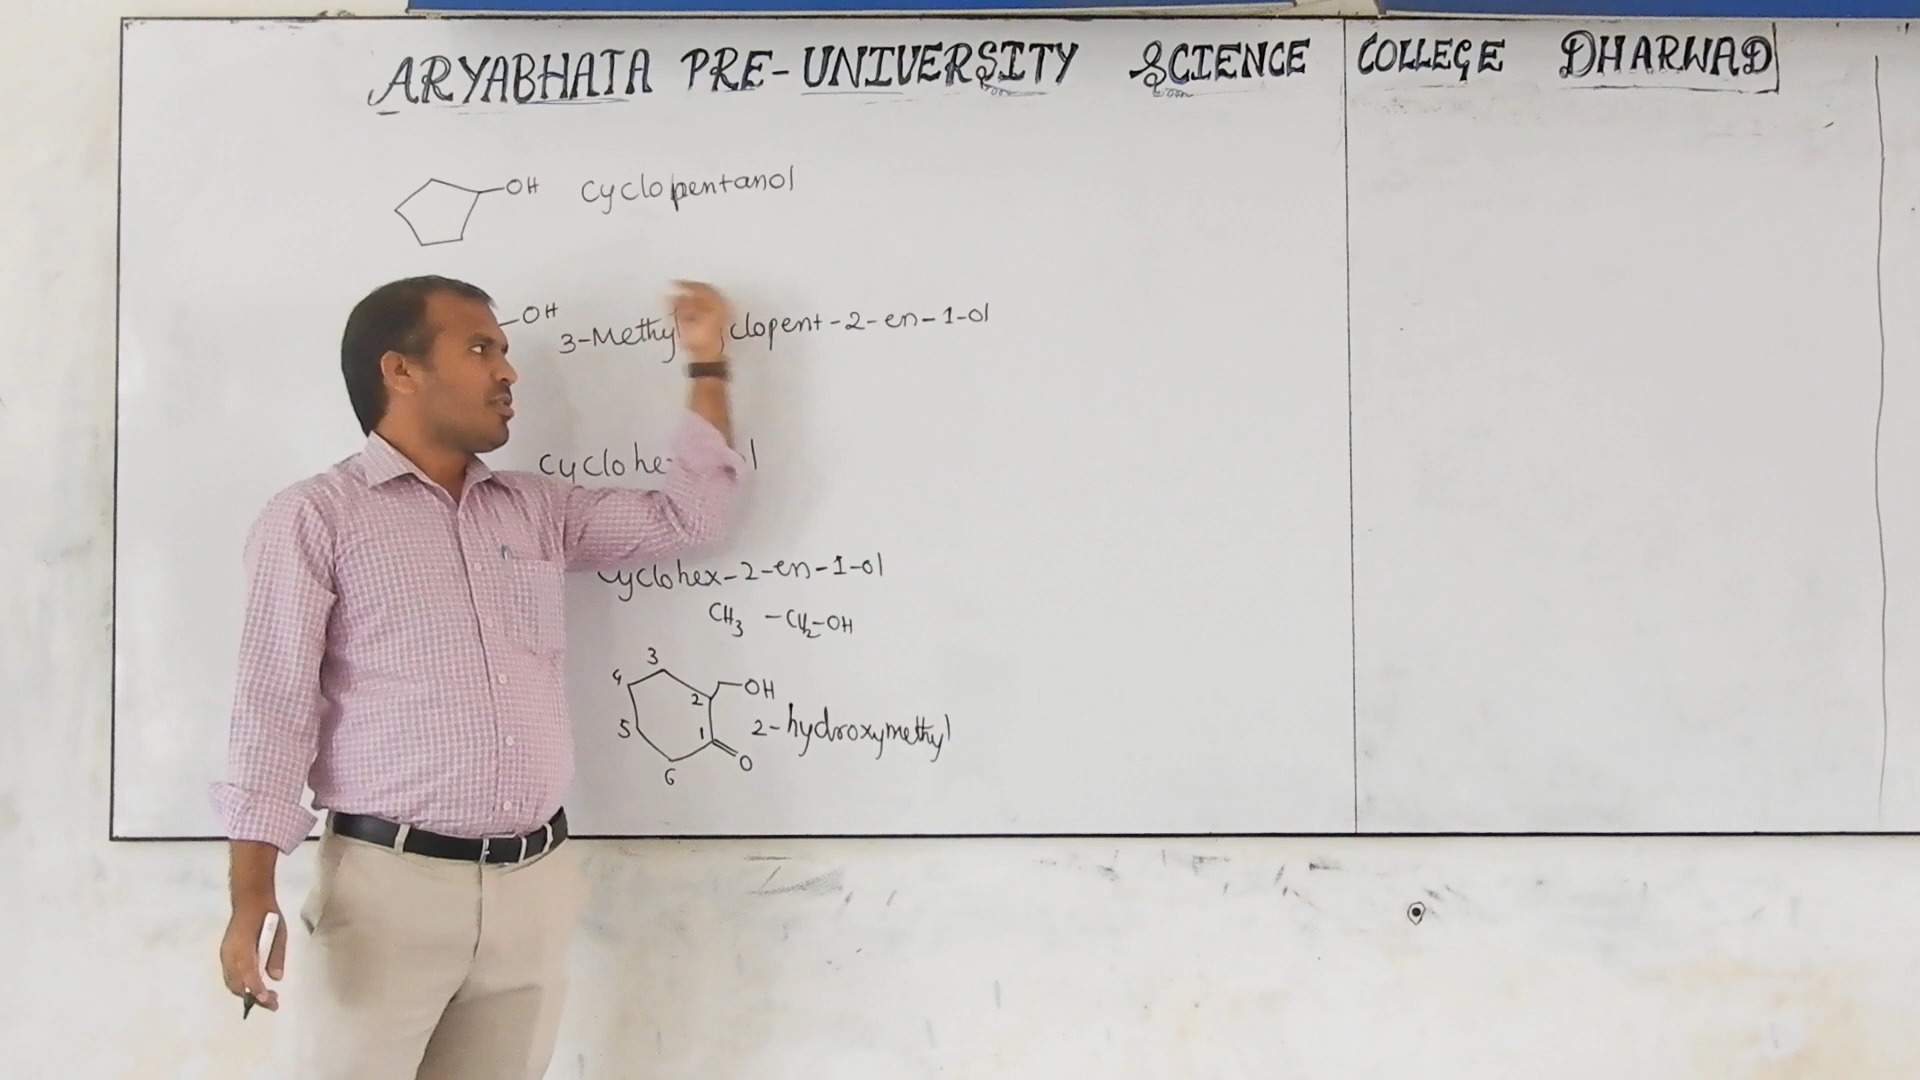 ARYABHATA PRE-UNIVERSITY SCIENCE COLLEGE DHARWAD
OH cyclopentanol
OH
3-Methyl clopent-2-en-1-ol
cyclohe l
cyclohex-2-en-1-ol
CH3 -CH2-OH
3
4
2 OH
5 1 2-hydroxymethyl
O
6